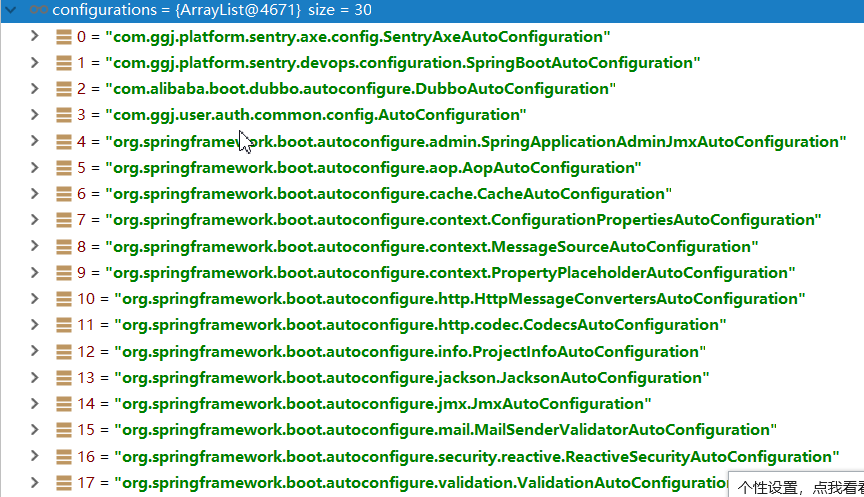 configurations = {ArrayList@4671} size = 30
0 = "com.ggj.platform.sentry.axe.config.SentryAxeAutoConfiguration"
1 = "com.ggj.platform.sentry.devops.configuration.SpringBootAutoConfiguration"
2 = "com.alibaba.boot.dubbo.autoconfigure.DubboAutoConfiguration"
3 = "com.ggj.user.auth.common.config.AutoConfiguration"
4 = "org.springframework.boot.autoconfigure.admin.SpringApplicationAdminJmxAutoConfiguration"
5 = "org.springframework.boot.autoconfigure.aop.AopAutoConfiguration"
6 = "org.springframework.boot.autoconfigure.cache.CacheAutoConfiguration"
7 = "org.springframework.boot.autoconfigure.context.ConfigurationPropertiesAutoConfiguration"
8 = "org.springframework.boot.autoconfigure.context.MessageSourceAutoConfiguration"
9 = "org.springframework.boot.autoconfigure.context.PropertyPlaceholderAutoConfiguration"
10 = "org.springframework.boot.autoconfigure.http.HttpMessageConvertersAutoConfiguration"
11 = "org.springframework.boot.autoconfigure.http.codec.CodecsAutoConfiguration"
12 = "org.springframework.boot.autoconfigure.info.ProjectInfoAutoConfiguration"
13 = "org.springframework.boot.autoconfigure.jackson.JacksonAutoConfiguration"
14 = "org.springframework.boot.autoconfigure.jmx.JmxAutoConfiguration"
15 = "org.springframework.boot.autoconfigure.mail.MailSenderValidatorAutoConfiguration"
16 = "org.springframework.boot.autoconfigure.security.reactive.ReactiveSecurityAutoConfiguration"
17 = "org.springframework.boot.autoconfigure.validation.ValidationAutoConfiguratio
个性设置，点我看看